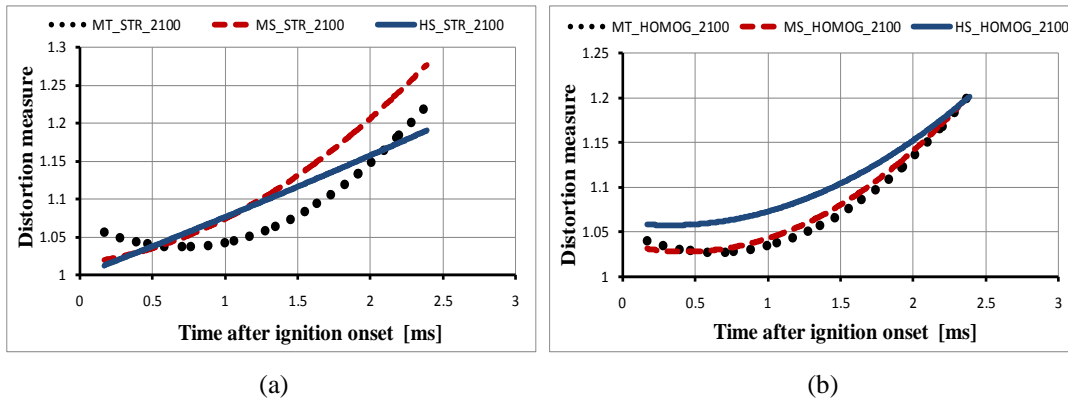 MT_STR_2100 MS_STR_2100 HS_STR_2100
1.3
1.25
1.2
1.15
1.1
1.05
1
Distortion measure
0 0.5 1 1.5 2 2.5 3
Time after ignition onset [ms]
(a)
MT_HOMOG_2100 MS_HOMOG_2100 HS_HOMOG_2100
1.25
1.2
1.15
1.1
1.05
1
Distortion measure
0 0.5 1 1.5 2 2.5 3
Time after ignition onset [ms]
(b)